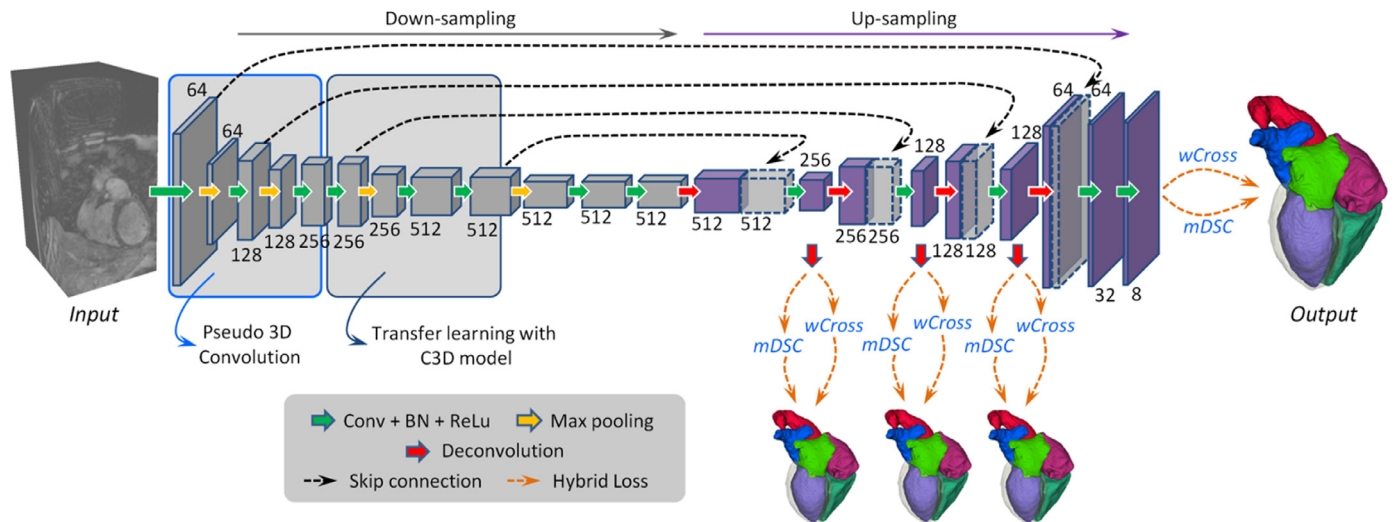 Down-sampling
Up-sampling
64
64
128
128
256
256
256
512
512
512
512
512
512
512
256
256
256
128
128
128
128
64
64
32
8
Input
Pseudo 3D
Convolution
Transfer learning with
C3D model
wCross
mDSC
Output
wCross
mDSC
wCross
mDSC
wCross
mDSC
Conv + BN + ReLu
Max pooling
Deconvolution
Skip connection
Hybrid Loss